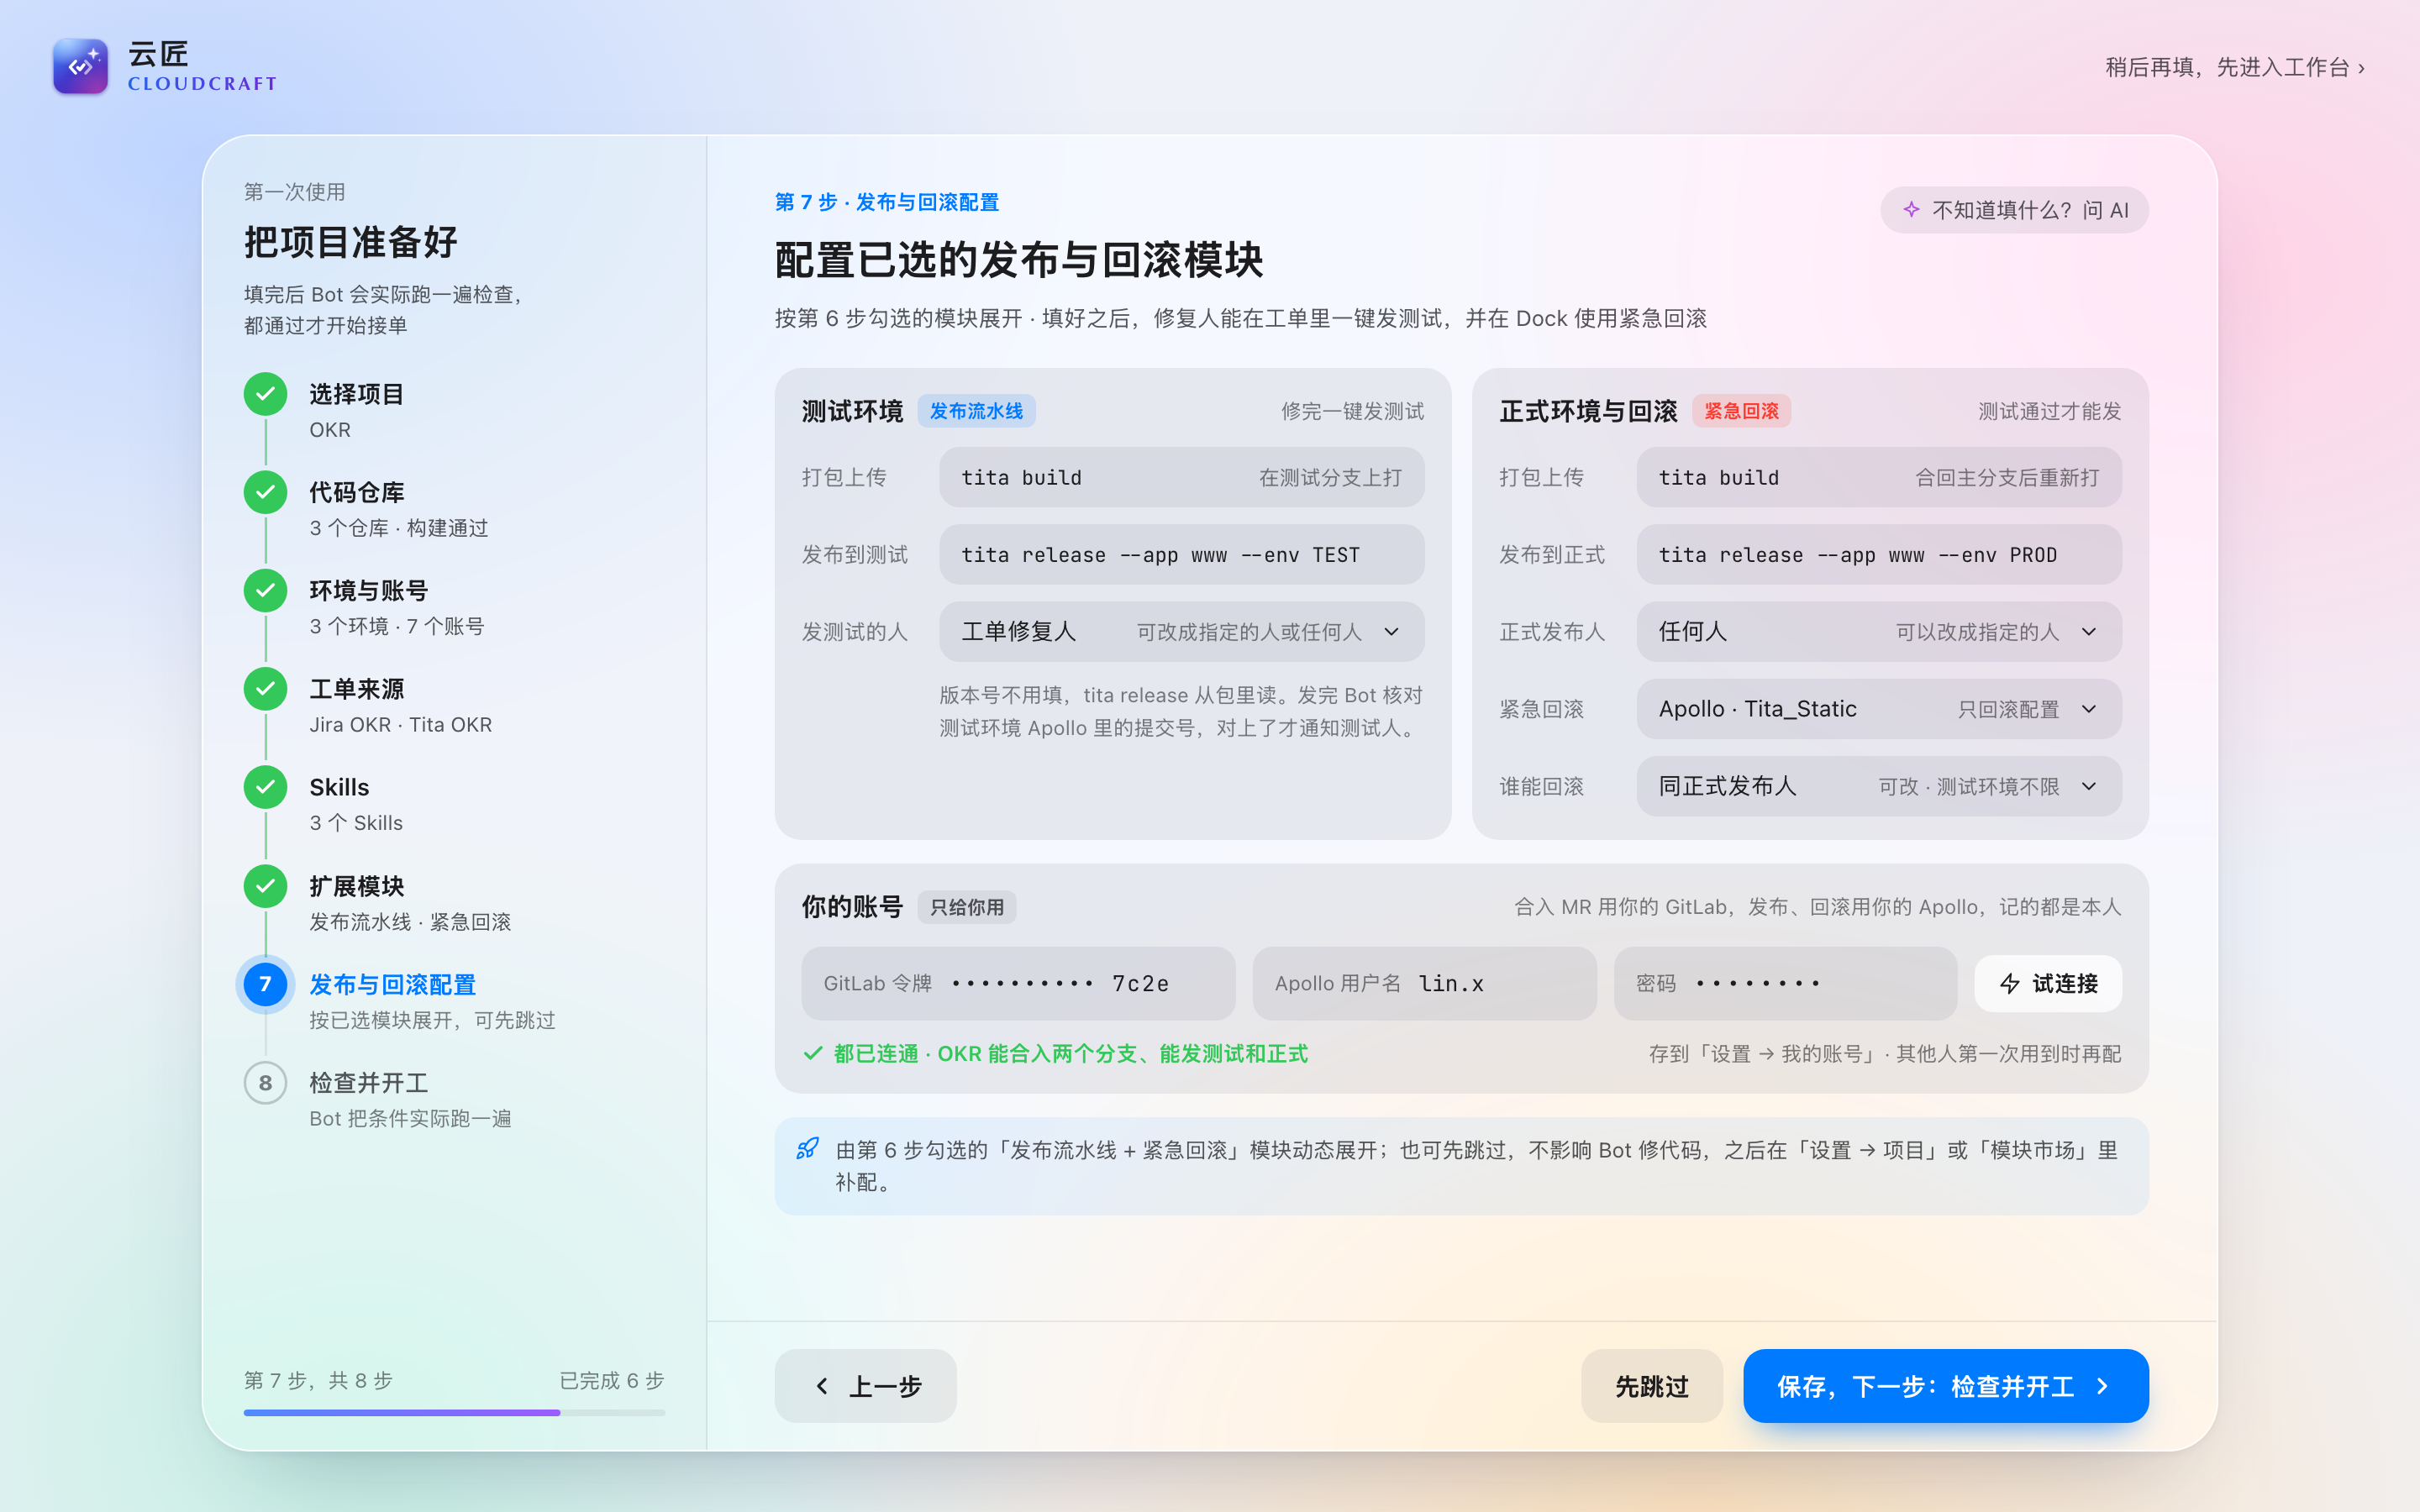 云匠
CLOUDCRAFT
稍后再填，先进入工作台 ›
第一次使用
把项目准备好
填完后 Bot 会实际跑一遍检查，
都通过才开始接单
选择项目
OKR
代码仓库
3 个仓库 · 构建通过
环境与账号
3 个环境 · 7 个账号
工单来源
Jira OKR · Tita OKR
Skills
3 个 Skills
扩展模块
发布流水线 · 紧急回滚
7 发布与回滚配置
按已选模块展开，可先跳过
8 检查并开工
Bot 把条件实际跑一遍
第 7 步，共 8 步 已完成 6 步
第 7 步 · 发布与回滚配置
不知道填什么？问 AI
配置已选的发布与回滚模块
按第 6 步勾选的模块展开 · 填好之后，修复人能在工单里一键发测试，并在 Dock 使用紧急回滚
测试环境 发布流水线 修完一键发测试
打包上传 tita build 在测试分支上打
发布到测试 tita release --app www --env TEST
发测试的人 工单修复人 可改成指定的人或任何人
版本号不用填，tita release 从包里读。发完 Bot 核对
测试环境 Apollo 里的提交号，对上了才通知测试人。
正式环境与回滚 紧急回滚 测试通过才能发
打包上传 tita build 合回主分支后重新打
发布到正式 tita release --app www --env PROD
正式发布人 任何人 可以改成指定的人
紧急回滚 Apollo · Tita_Static 只回滚配置
谁能回滚 同正式发布人 可改 · 测试环境不限
你的账号 只给你用 合入 MR 用你的 GitLab，发布、回滚用你的 Apollo，记的都是本人
GitLab 令牌 •••••••••• 7c2e Apollo 用户名 lin.x 密码 •••••••• 试连接
都已连通 · OKR 能合入两个分支、能发测试和正式 存到「设置 → 我的账号」· 其他人第一次用到时再配
由第 6 步勾选的「发布流水线 + 紧急回滚」模块动态展开；也可先跳过，不影响 Bot 修代码，之后在「设置 → 项目」或「模块市场」里
补配。
上一步 先跳过 保存，下一步：检查并开工